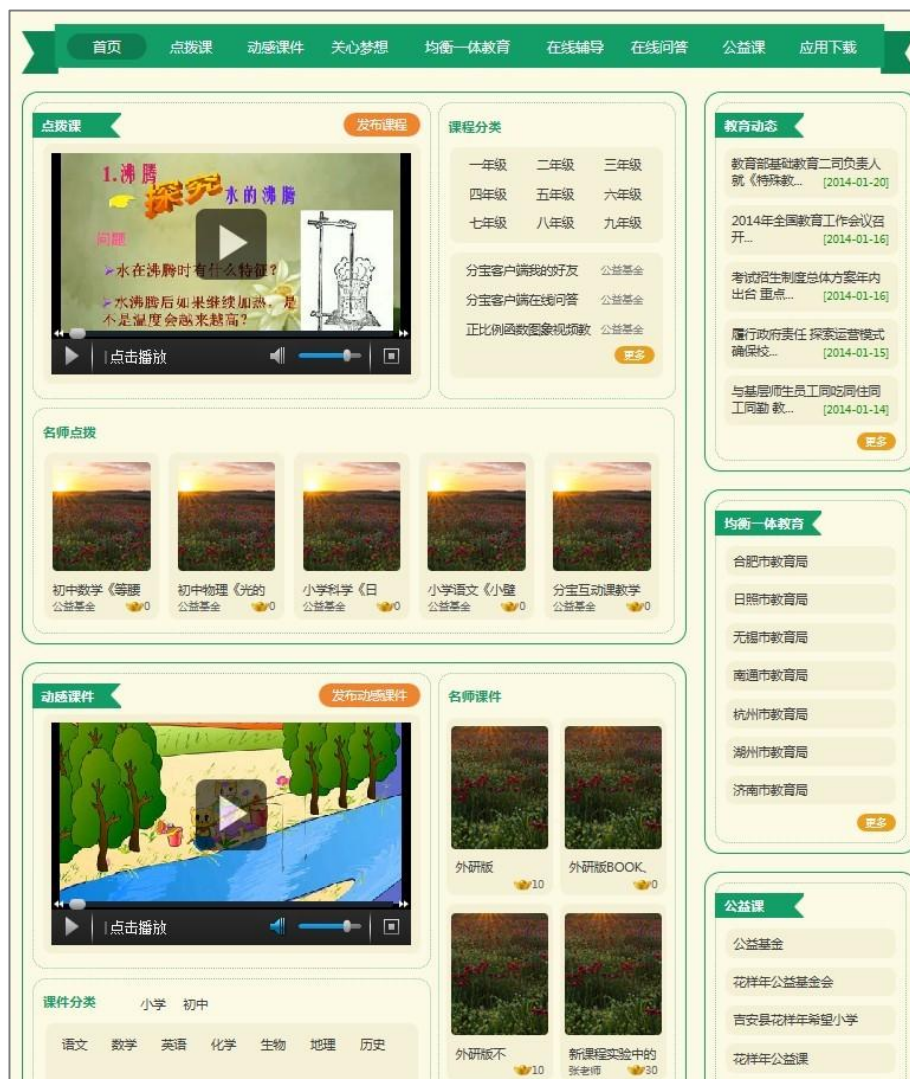 首页 点拨课 动感课件 关心梦想 均衡一体教育 在线辅导 在线问答 公益课 应用下载
点拨课
发布课程
1.沸腾
探究
水的沸腾
问题
水在沸腾时有什么特征？
水沸腾后如果继续加热，是
不是温度会越来越高？
点击播放
课程分类
一年级 二年级 三年级
四年级 五年级 六年级
七年级 八年级 九年级
分宝客户端我的好友 公益基金
分宝客户端在线问答 公益基金
正比例函数图象视频教 公益基金
更多
名师点拨
初中数学《等腰
公益基金 0
初中物理《光的
公益基金 0
小学科学《日
公益基金 0
小学语文《小壁
公益基金 0
分宝互动课教学
公益基金 0
动感课件
发布动感课件
点击播放
名师课件
外研版
10
外研版BOOK、
0
外研版不
10
新课程实验中的
张老师 30
课件分类 小学 初中
语文 数学 英语 化学 生物 地理 历史
教育动态
教育部基础教育二司负责人
就《特殊教... [2014-01-20]
2014年全国教育工作会议召
开... [2014-01-16]
考试招生制度总体方案年内
出台 重点... [2014-01-16]
履行政府责任 探索运营模式
确保校... [2014-01-15]
与基层师生员工同吃同住同
工同勤 教... [2014-01-14]
更多
均衡一体教育
合肥市教育局
日照市教育局
无锡市教育局
南通市教育局
杭州市教育局
湖州市教育局
济南市教育局
更多
公益课
公益基金
花样年公益基金会
吉安县花样年希望小学
花样年公益课